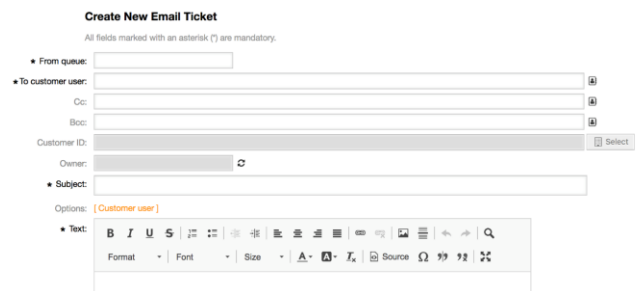 Create New Email Ticket
All fields marked with an asterisk (*) are mandatory.
★ From queue:
★ To customer user:
Cc:
Bcc:
Customer ID:
Select
Owner:
★ Subject:
Options: [ Customer user ]
★ Text:
B I U S
Format Font Size A A Tx Source Ω